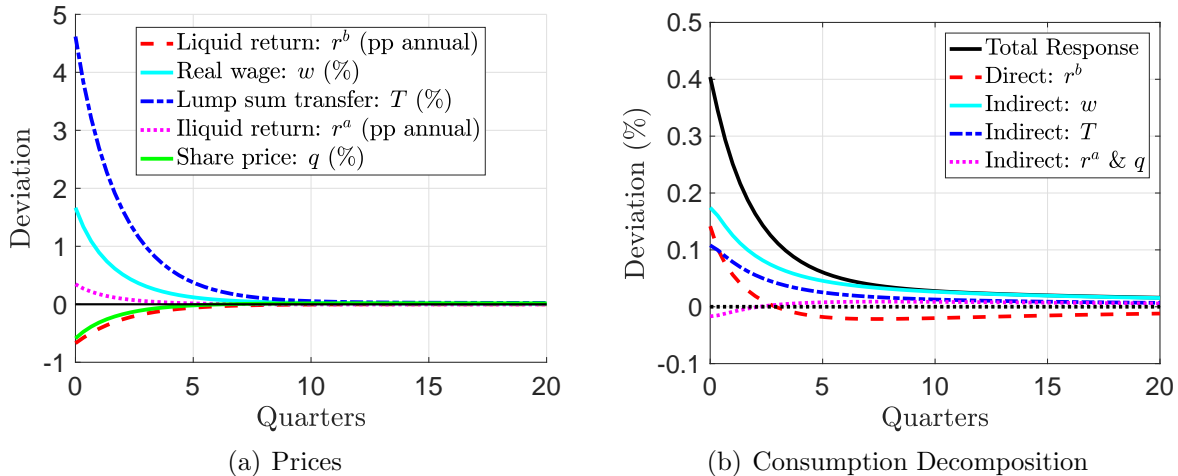 5
4
3
2
1
0
-1
Deviation
Liquid return: r^b (pp annual)
Real wage: w (%)
Lump sum transfer: T (%)
Iliquid return: r^a (pp annual)
Share price: q (%)
0 5 10 15 20
Quarters
(a) Prices
0.5
0.4
0.3
0.2
0.1
0
-0.1
Deviation (%)
Total Response
Direct: r^b
Indirect: w
Indirect: T
Indirect: r^a & q
0 5 10 15 20
Quarters
(b) Consumption Decomposition